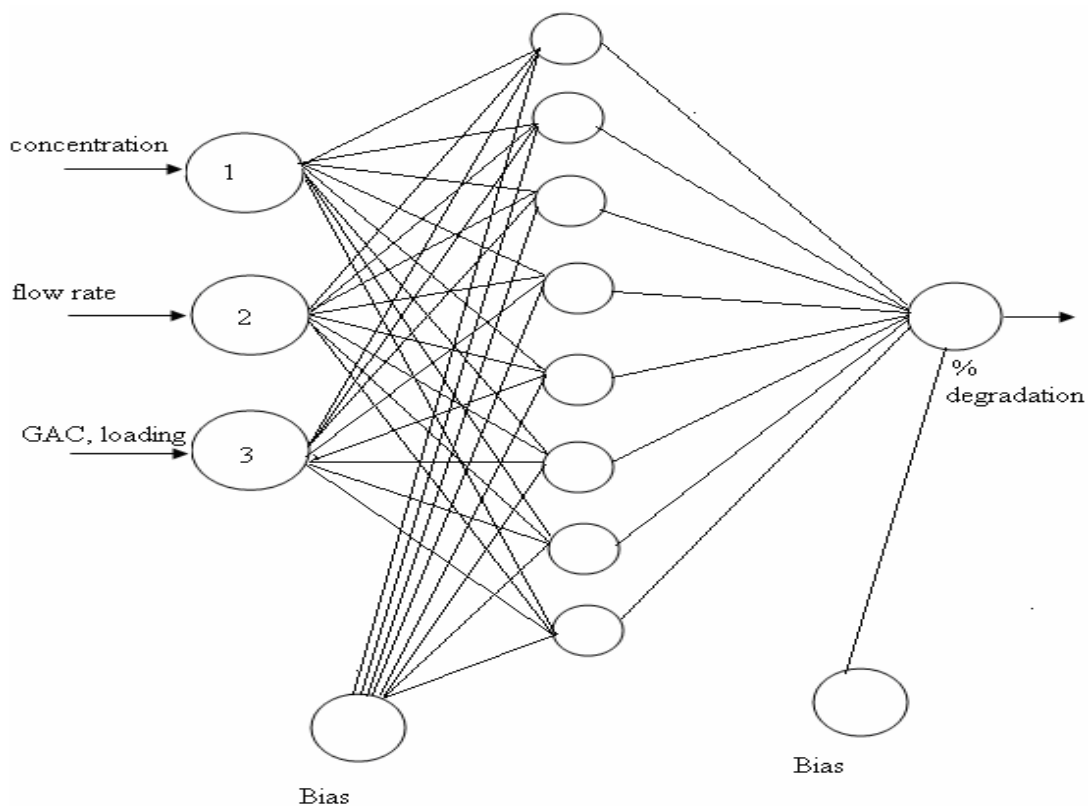 concentration
1
flow rate
2
GAC, loading
3
%
degradation
Bias
Bias